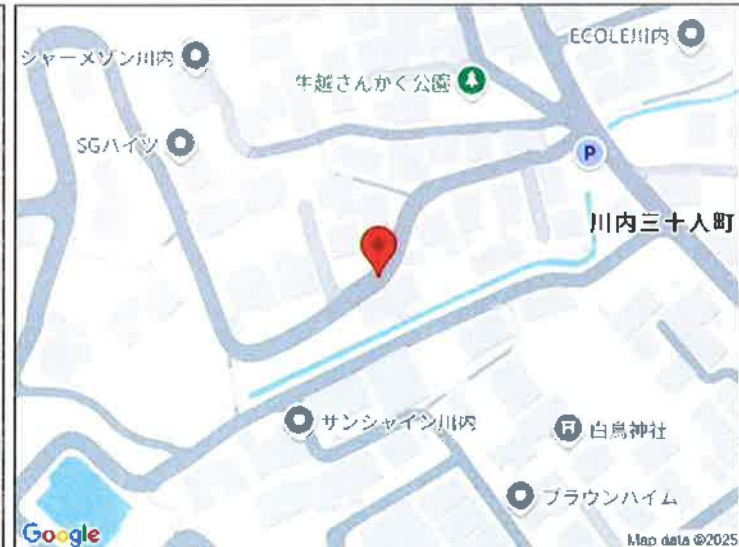 ECOLE川内
シャーメゾン川内
牛越さんかく公園
SGハイツ
P
川内三十人町
サンシャイン川内
白鳥神社
ブラウンハイム
Google
Map data ©2025